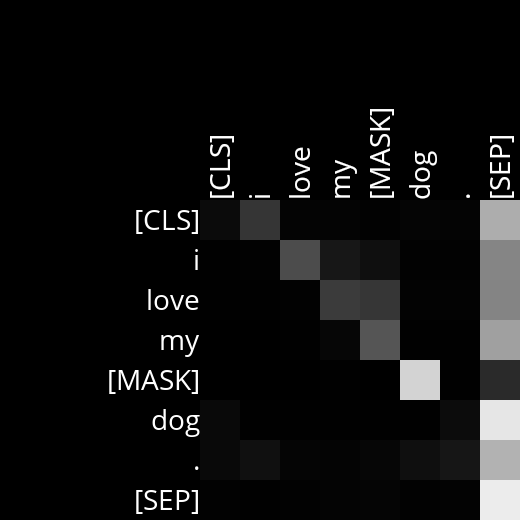 [CLS] i love my [MASK] dog . [SEP]
[CLS]
i
love
my
[MASK]
dog
.
[SEP]